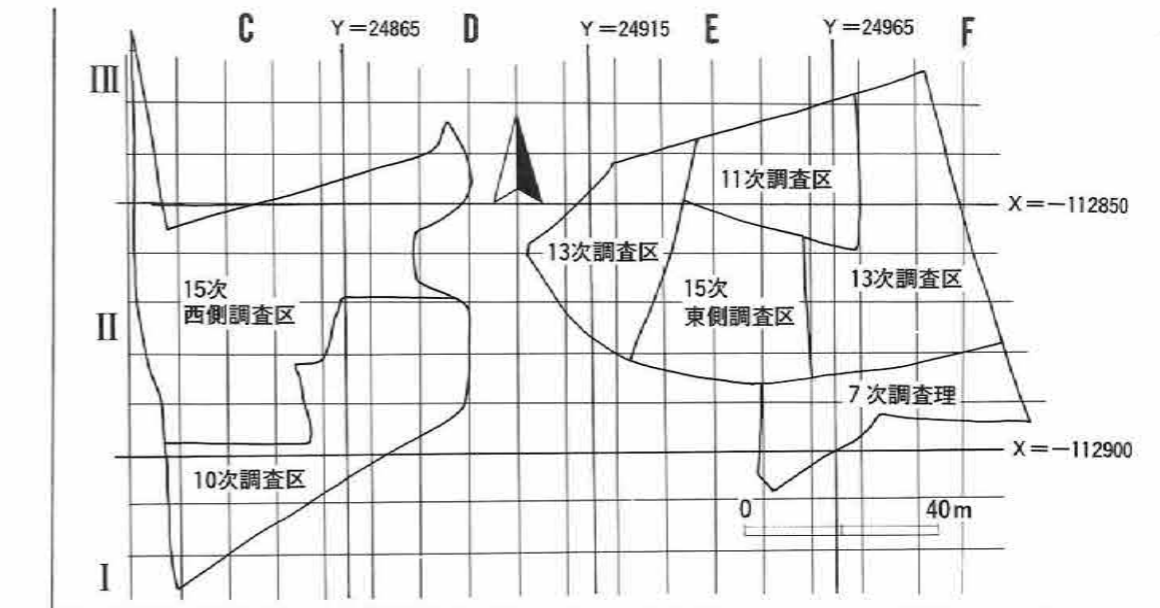 C
Y=24865
D
Y=24915
E
Y=24965
F
III
11次調査区
X=-112850
13次調査区
13次調査区
15次
西側調査区
15次
東側調査区
II
7次調査理
X=-112900
10次調査区
0
40m
I